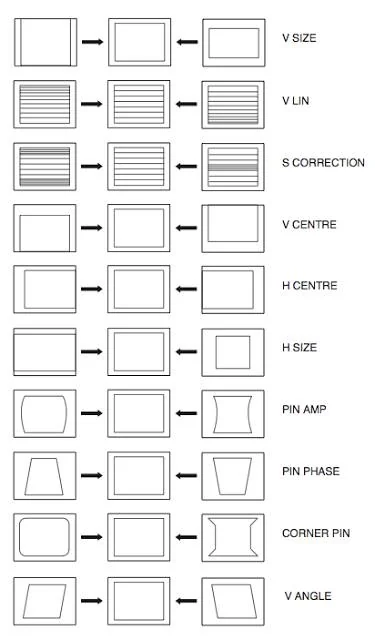 V SIZE
V LIN
S CORRECTION
V CENTRE
H CENTRE
H SIZE
PIN AMP
PIN PHASE
CORNER PIN
V ANGLE